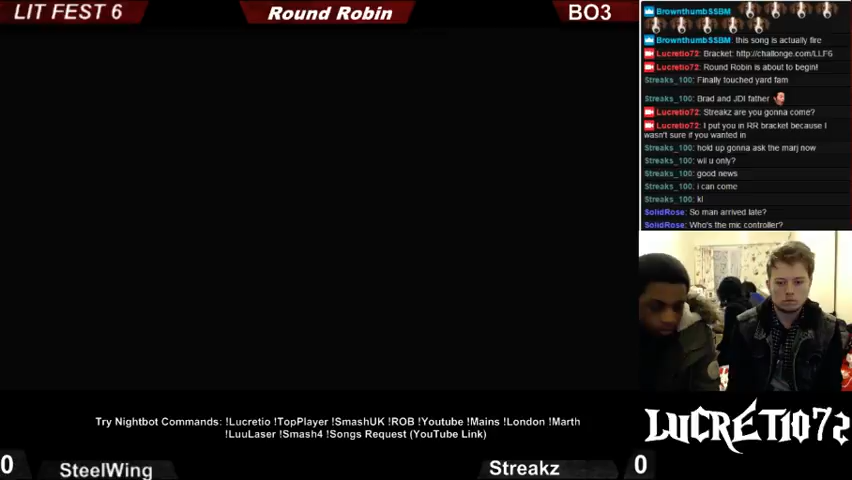 LIT FEST 6
Round Robin
BO3
BrownthumbSSBM
BrownthumbSSBM: this song is actually fire
Lucretio72: Bracket: http://challonge.com/LLF6
Lucretio72: Round Robin is about to begin!
Streaks_100: Finally touched yard fam
Streaks_100: Brad and JDI father
Lucretio72: Streakz are you gonna come?
Lucretio72: I put you in RR bracket because I
wasn't sure if you wanted in
Streaks_100: hold up gonna ask the marj now
Streaks_100: wil u only?
Streaks_100: good news
Streaks_100: i can come
Streaks_100: kl
SolidRose: So man arrived late?
SolidRose: Who's the mic controller?
LUCRÉTIO72
Try Nightbot Commands: !Lucretio !TopPlayer !SmashUK !ROB !Youtube !Mains !London !Marth
!LuuLaser !Smash4 !Songs Request (YouTube Link)
0
SteelWing
Streakz
0